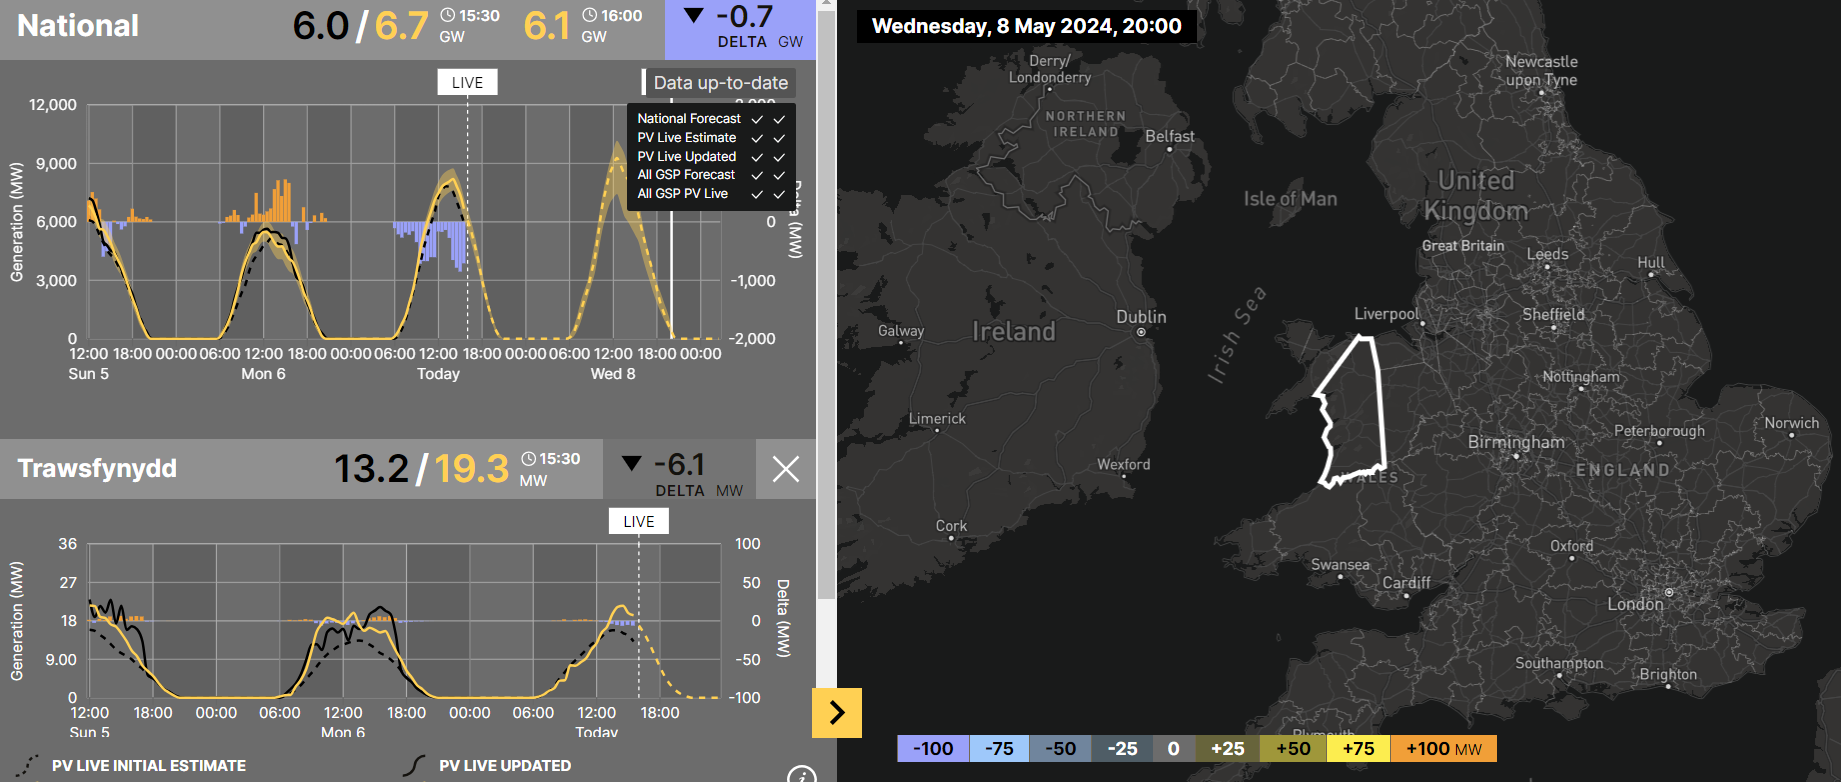 National
6.0 / 6.7 15:30 GW
6.1 16:00 GW
-0.7
DELTA GW
LIVE
Data up-to-date
National Forecast
PV Live Estimate
PV Live Updated
All GSP Forecast
All GSP PV Live
Generation (MW)
12,000
9,000
6,000
3,000
0
0
-1,000
-2,000
Delta (MW)
12:00 18:00 00:00 06:00 12:00 18:00 00:00 06:00 12:00 18:00 00:00 06:00 12:00 18:00 00:00
Sun 5 Mon 6 Today Wed 8
Trawsfynydd
13.2 / 19.3 15:30 MW
-6.1
DELTA MW
LIVE
Generation (MW)
36
27
18
9.00
0
100
50
0
-50
-100
Delta (MW)
12:00 18:00 00:00 06:00 12:00 18:00 00:00 06:00 12:00 18:00
Sun 5 Mon 6 Today
PV LIVE INITIAL ESTIMATE
PV LIVE UPDATED
Wednesday, 8 May 2024, 20:00
Newcastle
upon Tyne
Derry/
Londonderry
NORTHERN
IRELAND
Belfast
Isle of Man
United
Kingdom
Great Britain
Leeds
Hull
Irish Sea
Liverpool
Sheffield
Dublin
Galway
Ireland
Nottingham
Limerick
Norwich
Peterborough
Birmingham
ENGLAND
Wexford
WALES
Cork
Oxford
Swansea
Cardiff
London
Southampton
Brighton
Plymouth
-100 -75 -50 -25 0 +25 +50 +75 +100 MW